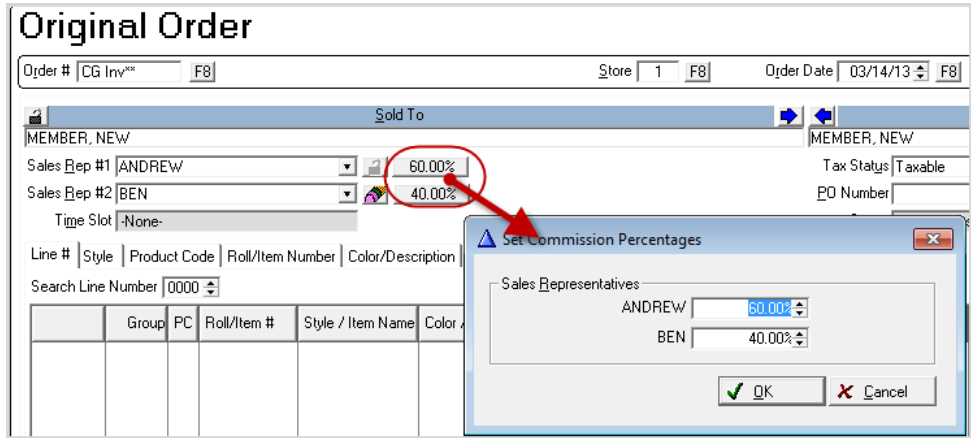 Original Order
Order # CG Inv** F8 Store 1 F8 Order Date 03/14/13 F8
Sold To
MEMBER, NEW MEMBER, NEW
Sales Rep #1 ANDREW 60.00% Tax Status Taxable
Sales Rep #2 BEN 40.00% PO Number
Time Slot -None-
Set Commission Percentages
Line # Style Product Code Roll/Item Number Color/Description
Search Line Number 0000
Sales Representatives
ANDREW 60.00%
BEN 40.00%
Group PC Roll/Item # Style / Item Name Color
OK Cancel